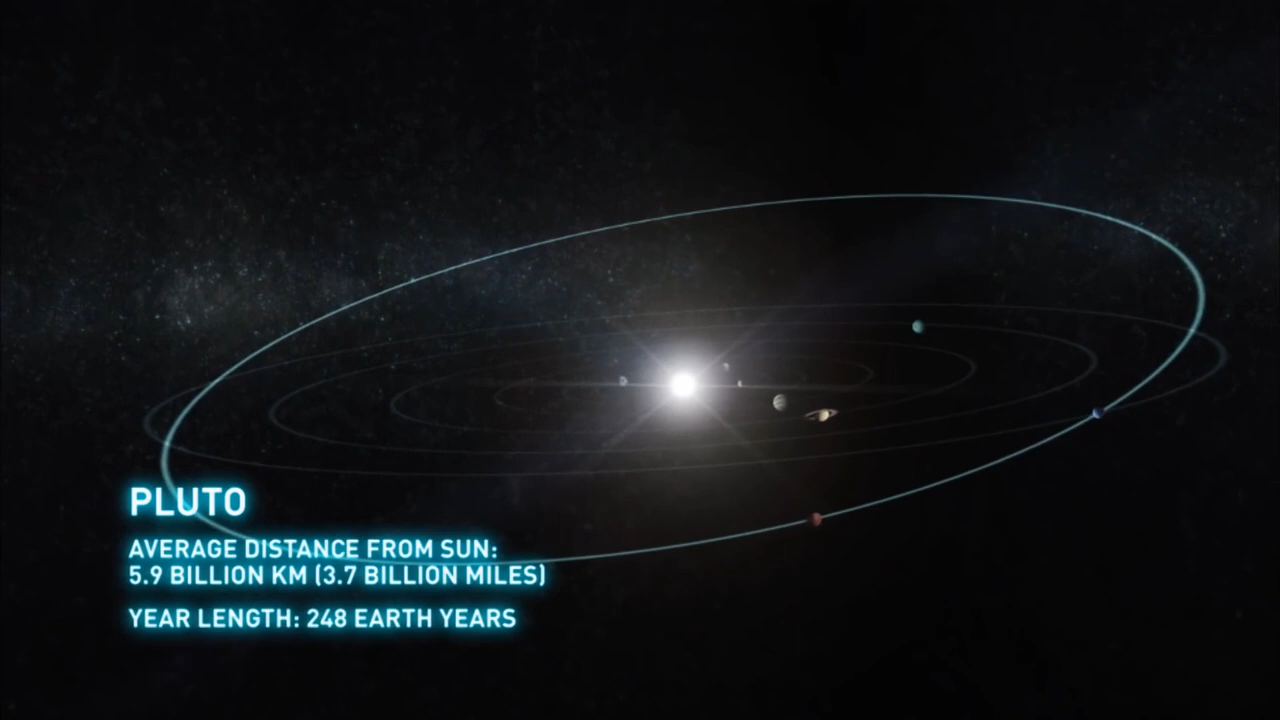 PLUTO
AVERAGE DISTANCE FROM SUN:
5.9 BILLION KM (3.7 BILLION MILES)
YEAR LENGTH: 248 EARTH YEARS